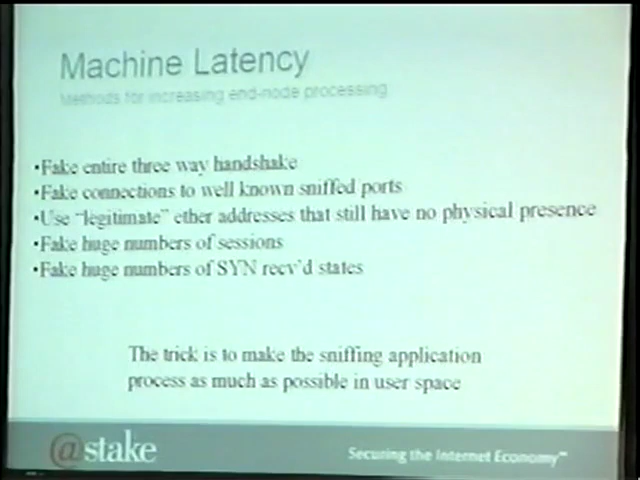 Machine Latency
Methods for increasing end-node processing
•Fake entire three way handshake
•Fake connections to well known sniffed ports
•Use "legitimate" ether addresses that still have no physical presence
•Fake huge numbers of sessions
•Fake huge numbers of SYN recv'd states
The trick is to make the sniffing application
process as much as possible in user space
@stake
Securing the Internet Economy™